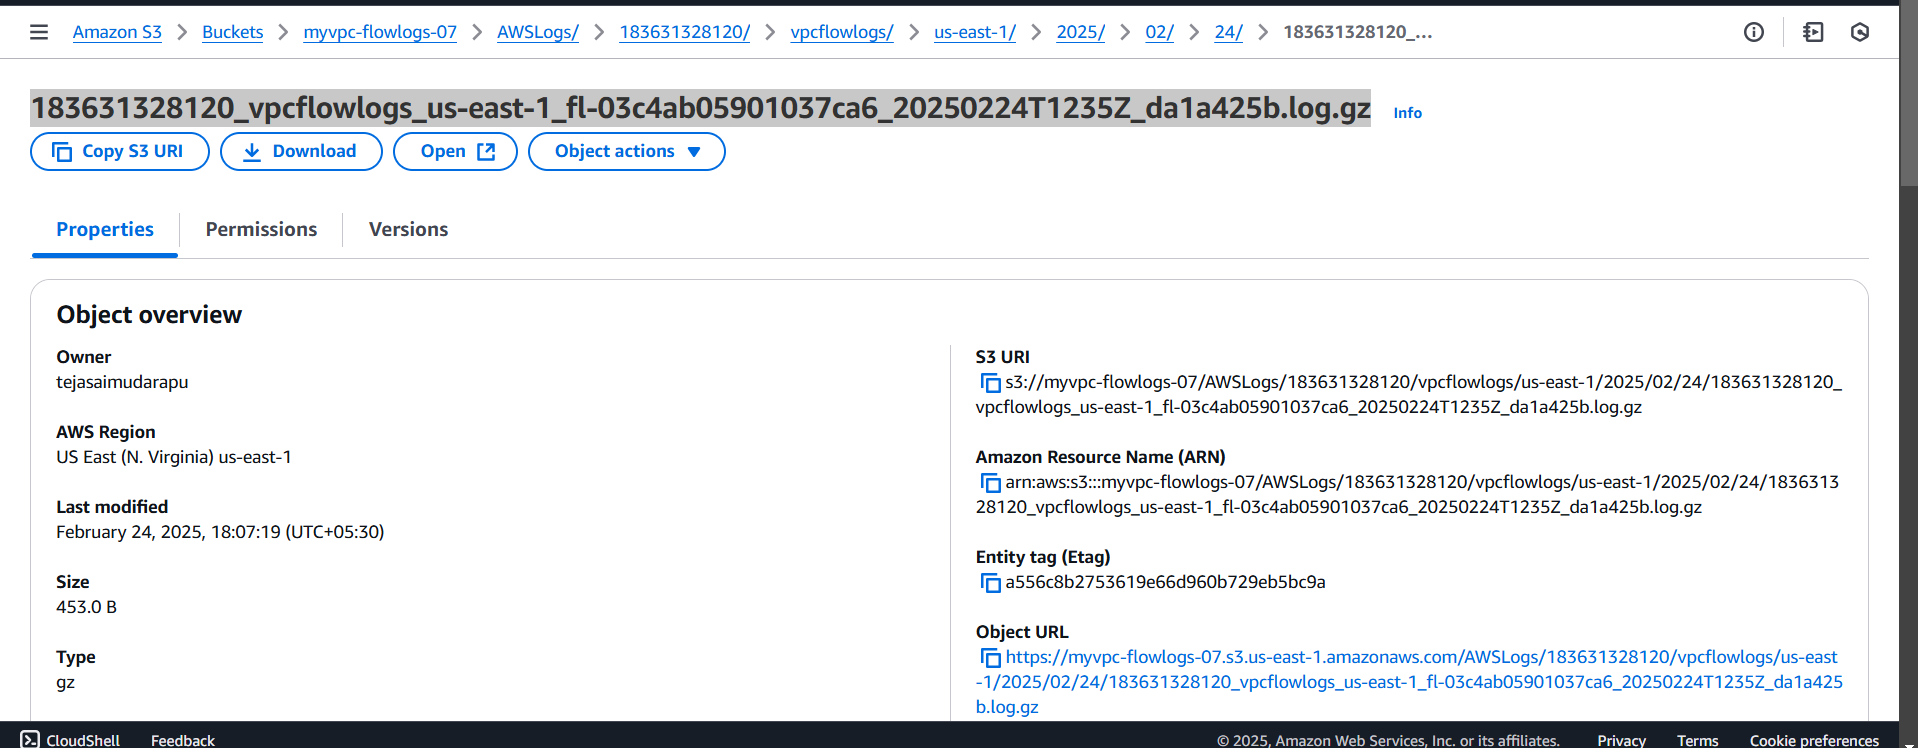 Amazon S3 > Buckets > myvpc-flowlogs-07 > AWSLogs/ > 183631328120/ > vpcflowlogs/ > us-east-1/ > 2025/ > 02/ > 24/ > 183631328120_...
183631328120_vpcflowlogs_us-east-1_fl-03c4ab05901037ca6_20250224T1235Z_da1a425b.log.gz Info
Copy S3 URI Download Open Object actions
Properties Permissions Versions
Object overview
Owner
tejasaimudarapu
AWS Region
US East (N. Virginia) us-east-1
Last modified
February 24, 2025, 18:07:19 (UTC+05:30)
Size
453.0 B
Type
gz
S3 URI
s3://myvpc-flowlogs-07/AWSLogs/183631328120/vpcflowlogs/us-east-1/2025/02/24/183631328120_
vpcflowlogs_us-east-1_fl-03c4ab05901037ca6_20250224T1235Z_da1a425b.log.gz
Amazon Resource Name (ARN)
arn:aws:s3:::myvpc-flowlogs-07/AWSLogs/183631328120/vpcflowlogs/us-east-1/2025/02/24/1836313
28120_vpcflowlogs_us-east-1_fl-03c4ab05901037ca6_20250224T1235Z_da1a425b.log.gz
Entity tag (Etag)
a556c8b2753619e66d960b729eb5bc9a
Object URL
https://myvpc-flowlogs-07.s3.us-east-1.amazonaws.com/AWSLogs/183631328120/vpcflowlogs/us-east
-1/2025/02/24/183631328120_vpcflowlogs_us-east-1_fl-03c4ab05901037ca6_20250224T1235Z_da1a425
b.log.gz
CloudShell Feedback © 2025, Amazon Web Services, Inc. or its affiliates. Privacy Terms Cookie preferences